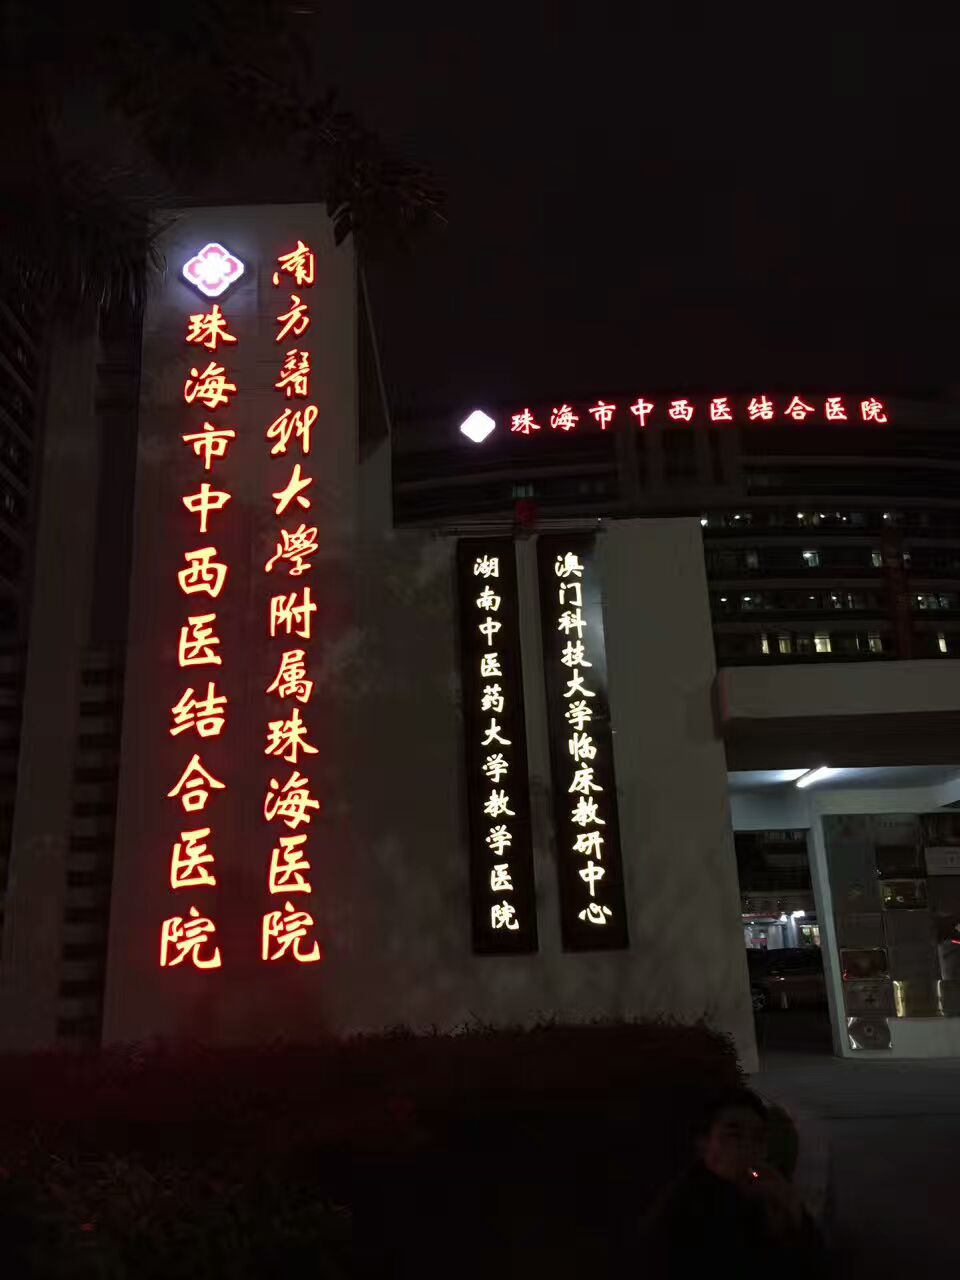 南方醫科大學附属珠海医院
珠海市中西医结合医院
珠海市中西医结合医院
澳门科技大学临床教研中心
湖南中医药大学教学医院